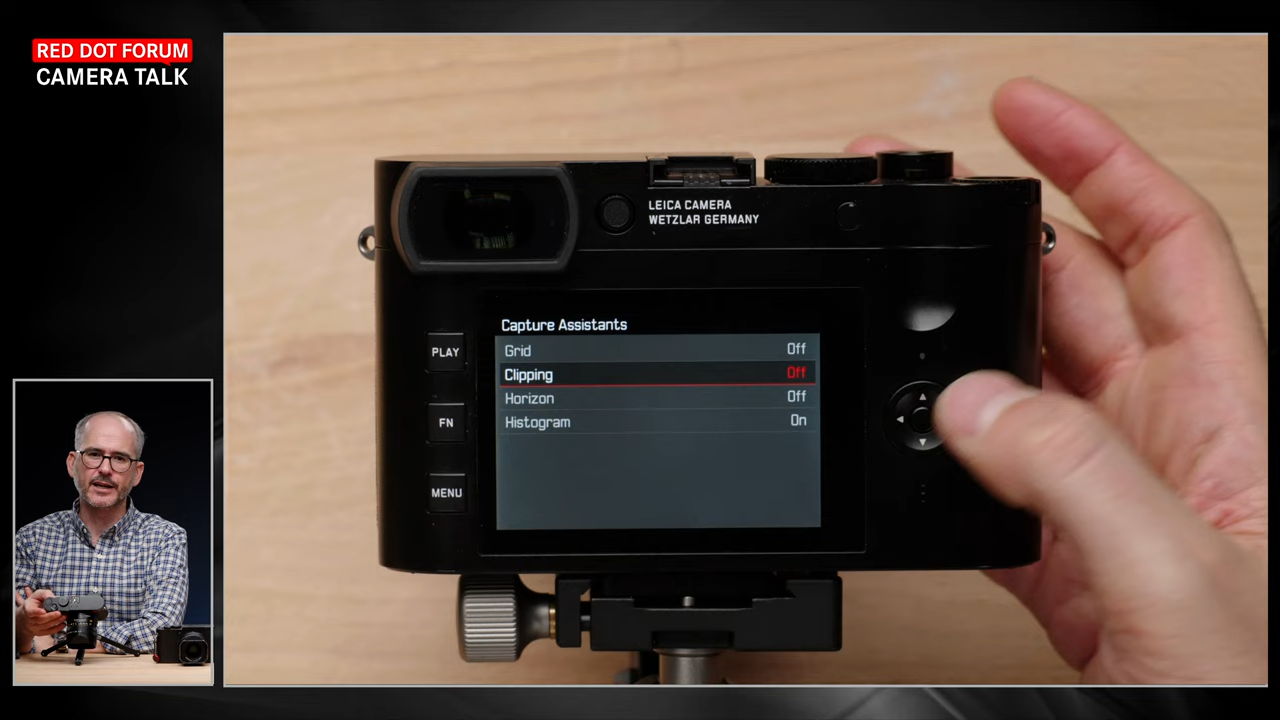 RED DOT FORUM
CAMERA TALK
LEICA CAMERA
WETZLAR GERMANY
PLAY
FN
MENU
Capture Assistants
Grid Off
Clipping Off
Horizon Off
Histogram On